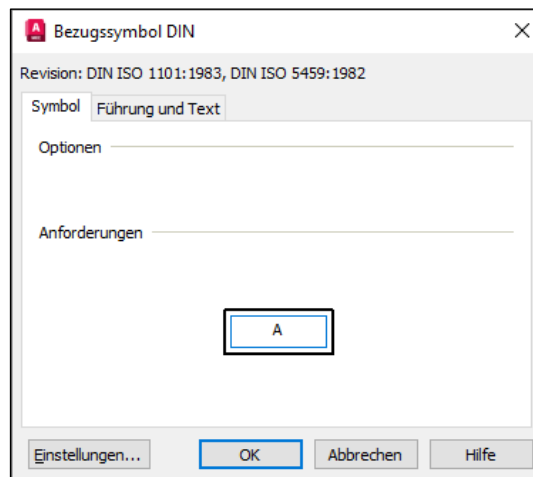 Bezugssymbol DIN
Revision: DIN ISO 1101:1983, DIN ISO 5459:1982
Symbol Führung und Text
Optionen
Anforderungen
A
Einstellungen... OK Abbrechen Hilfe